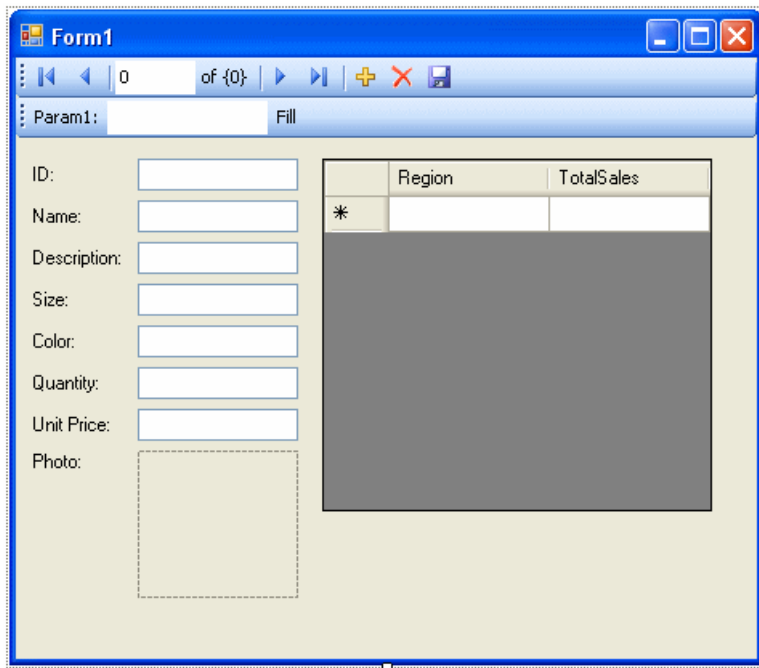 Form1
0 of {0}
Param1: Fill
ID:
Name:
Description:
Size:
Color:
Quantity:
Unit Price:
Photo:
Region TotalSales